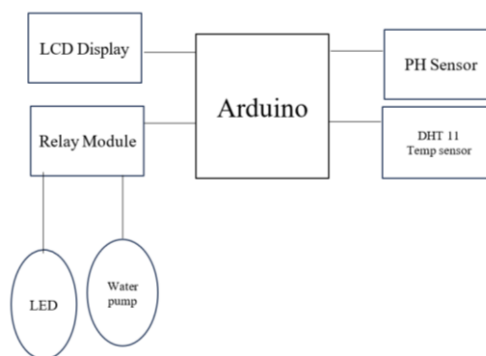 LCD Display
Arduino
PH Sensor
Relay Module
DHT 11
Temp sensor
LED
Water
pump